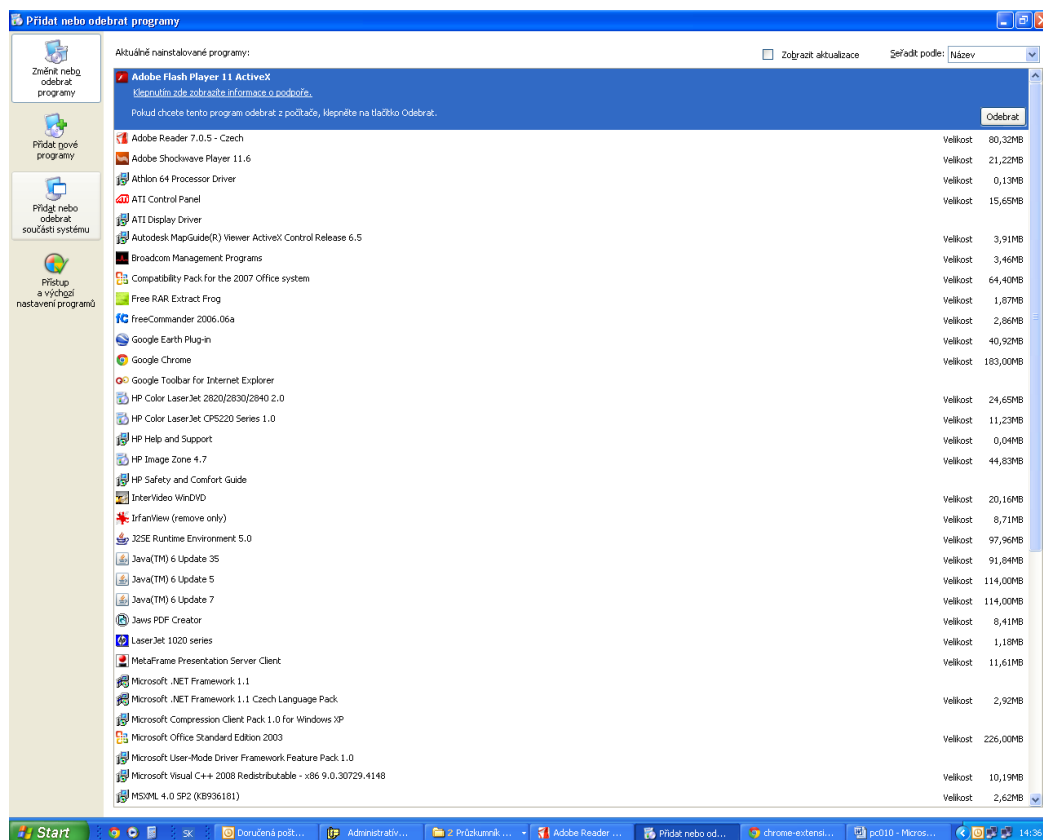 Přidat nebo odebrat programy
Změnit nebo
odebrat
programy
Přidat nové
programy
Přidat nebo
odebrat
součásti systému
Přístup
a výchozí
nastavení programů
Aktuálně nainstalované programy:
Zobrazit aktualizace
Seřadit podle: Název
Adobe Flash Player 11 ActiveX
Klepnutím zde zobrazíte informace o podpoře.
Pokud chcete tento program odebrat z počítače, klepněte na tlačítko Odebrat.
Odebrat
Adobe Reader 7.0.5 - Czech Velikost 80,32MB
Adobe Shockwave Player 11.6 Velikost 21,22MB
Athlon 64 Processor Driver Velikost 0,13MB
ATI Control Panel Velikost 15,65MB
ATI Display Driver
Autodesk MapGuide(R) Viewer ActiveX Control Release 6.5 Velikost 3,91MB
Broadcom Management Programs Velikost 3,46MB
Compatibility Pack for the 2007 Office system Velikost 64,40MB
Free RAR Extract Frog Velikost 1,87MB
freeCommander 2006.06a Velikost 2,86MB
Google Earth Plug-in Velikost 40,92MB
Google Chrome Velikost 183,00MB
Google Toolbar for Internet Explorer
HP Color LaserJet 2820/2830/2840 2.0 Velikost 24,65MB
HP Color LaserJet CP5220 Series 1.0 Velikost 11,23MB
HP Help and Support Velikost 0,04MB
HP Image Zone 4.7 Velikost 44,83MB
HP Safety and Comfort Guide
InterVideo WinDVD Velikost 20,16MB
IrfanView (remove only) Velikost 8,71MB
J2SE Runtime Environment 5.0 Velikost 97,96MB
Java(TM) 6 Update 35 Velikost 91,84MB
Java(TM) 6 Update 5 Velikost 114,00MB
Java(TM) 6 Update 7 Velikost 114,00MB
Jaws PDF Creator Velikost 8,41MB
LaserJet 1020 series Velikost 1,18MB
MetaFrame Presentation Server Client Velikost 11,61MB
Microsoft .NET Framework 1.1
Microsoft .NET Framework 1.1 Czech Language Pack Velikost 2,92MB
Microsoft Compression Client Pack 1.0 for Windows XP
Microsoft Office Standard Edition 2003 Velikost 226,00MB
Microsoft User-Mode Driver Framework Feature Pack 1.0
Microsoft Visual C++ 2008 Redistributable - x86 9.0.30729.4148 Velikost 10,19MB
MSXML 4.0 SP2 (KB936181) Velikost 2,62MB
Start SK Doručená pošt... Administrativ... 2 Průzkumník ... Adobe Reader ... Přidat nebo od... chrome-extensi... pc010 - Micros... 14:36